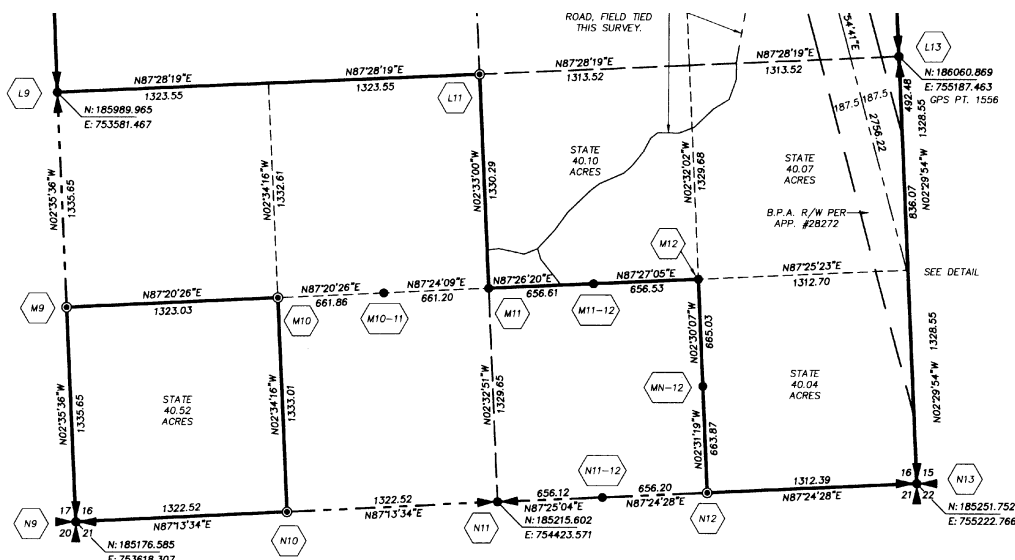 ROAD, FIELD TIED
THIS SURVEY.
54'41"E
L9
N87°28'19"E
1323.55
N87°28'19"E
1323.55
L11
N87°28'19"E
1313.52
N87°28'19"E
1313.52
L13
N: 186060.869
E: 755187.463
GPS PT. 1556
N: 185989.965
E: 753581.467
187.5 187.5
2756.22
492.48
1328.55
N02°29'54"W
836.07
N02°35'36"W
1335.65
N02°34'16"W
1332.61
N02°33'00"W
1330.29
STATE
40.10
ACRES
N02°32'02"W
1329.68
STATE
40.07
ACRES
B.P.A. R/W PER
APP. #28272
M12
SEE DETAIL
M9
N87°20'26"E
1323.03
M10
N87°20'26"E
661.86
M10-11
N87°24'09"E
661.20
M11
N87°26'20"E
656.61
M11-12
N87°27'05"E
656.53
N87°25'23"E
1312.70
N02°35'36"W
1335.65
STATE
40.52
ACRES
N02°34'16"W
1333.01
N02°32'51"W
1329.65
N02°30'07"W
665.03
MN-12
N02°31'19"W
663.87
STATE
40.04
ACRES
1328.55
N02°29'54"W
N9
17 16
20 21
1322.52
N87°13'34"E
N10
1322.52
N87°13'34"E
N11
656.12
N87°25'04"E
N11-12
656.20
N87°24'28"E
N12
1312.39
N87°24'28"E
16 15
21 22
N13
N: 185176.585
E: 753618.307
N: 185215.602
E: 754423.571
N: 185251.752
E: 755222.766